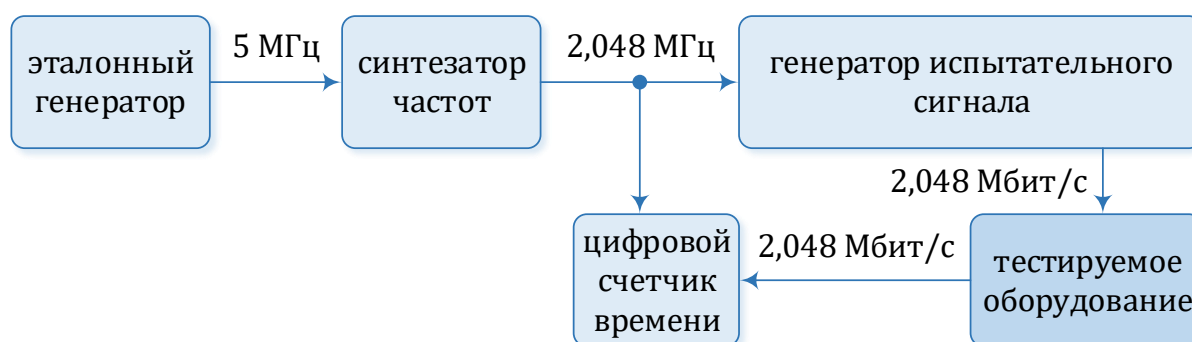 эталонный
генератор
5 МГц
синтезатор
частот
2,048 МГц
генератор испытательного
сигнала
2,048 Мбит/с
цифровой
счетчик
времени
2,048 Мбит/с
тестируемое
оборудование